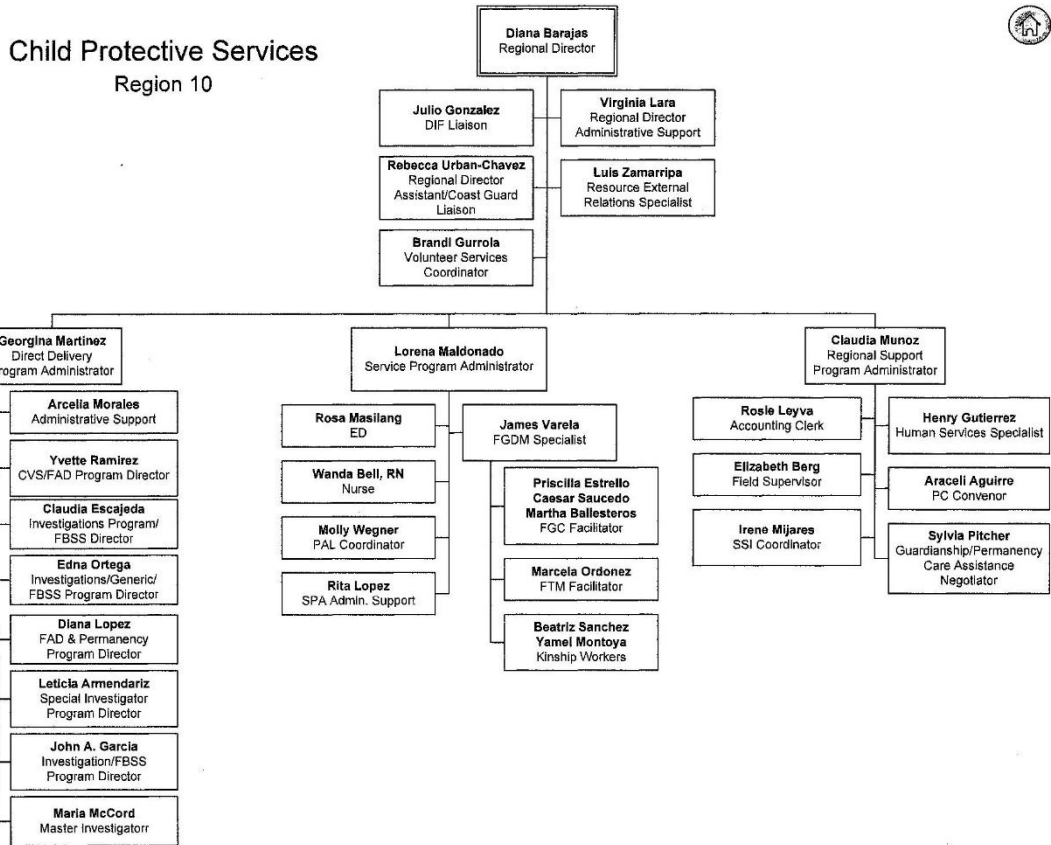 Child Protective Services
Region 10
Diana Barajas
Regional Director
Julio Gonzalez
DIF Liaison
Virginia Lara
Regional Director
Administrative Support
Rebecca Urban-Chavez
Regional Director
Assistant/Coast Guard
Liaison
Luis Zamarripa
Resource External
Relations Specialist
Brandi Gurrola
Volunteer Services
Coordinator
Georgina Martinez
Direct Delivery
rogram Administrator
Arcelia Morales
Administrative Support
Yvette Ramirez
CVS/FAD Program Director
Claudia Escajeda
Investigations Program/
FBSS Director
Edna Ortega
Investigations/Generic/
FBSS Program Director
Diana Lopez
FAD & Permanency
Program Director
Leticia Armendariz
Special Investigator
Program Director
John A. Garcia
Investigation/FBSS
Program Director
Maria McCord
Master Investigatorr
Lorena Maldonado
Service Program Administrator
Rosa Masilang
ED
Wanda Bell, RN
Nurse
Molly Wegner
PAL Coordinator
Rita Lopez
SPA Admin. Support
James Varela
FGDM Specialist
Priscilla Estrello
Caesar Saucedo
Martha Ballesteros
FGC Facilitator
Marcela Ordonez
FTM Facilitator
Beatriz Sanchez
Yamel Montoya
Kinship Workers
Claudia Munoz
Regional Support
Program Administrator
Rosie Leyva
Accounting Clerk
Elizabeth Berg
Field Supervisor
Irene Mijares
SSI Coordinator
Henry Gutierrez
Human Services Specialist
Araceli Aguirre
PC Convenor
Sylvia Pitcher
Guardianship/Permanency
Care Assistance
Negotiator